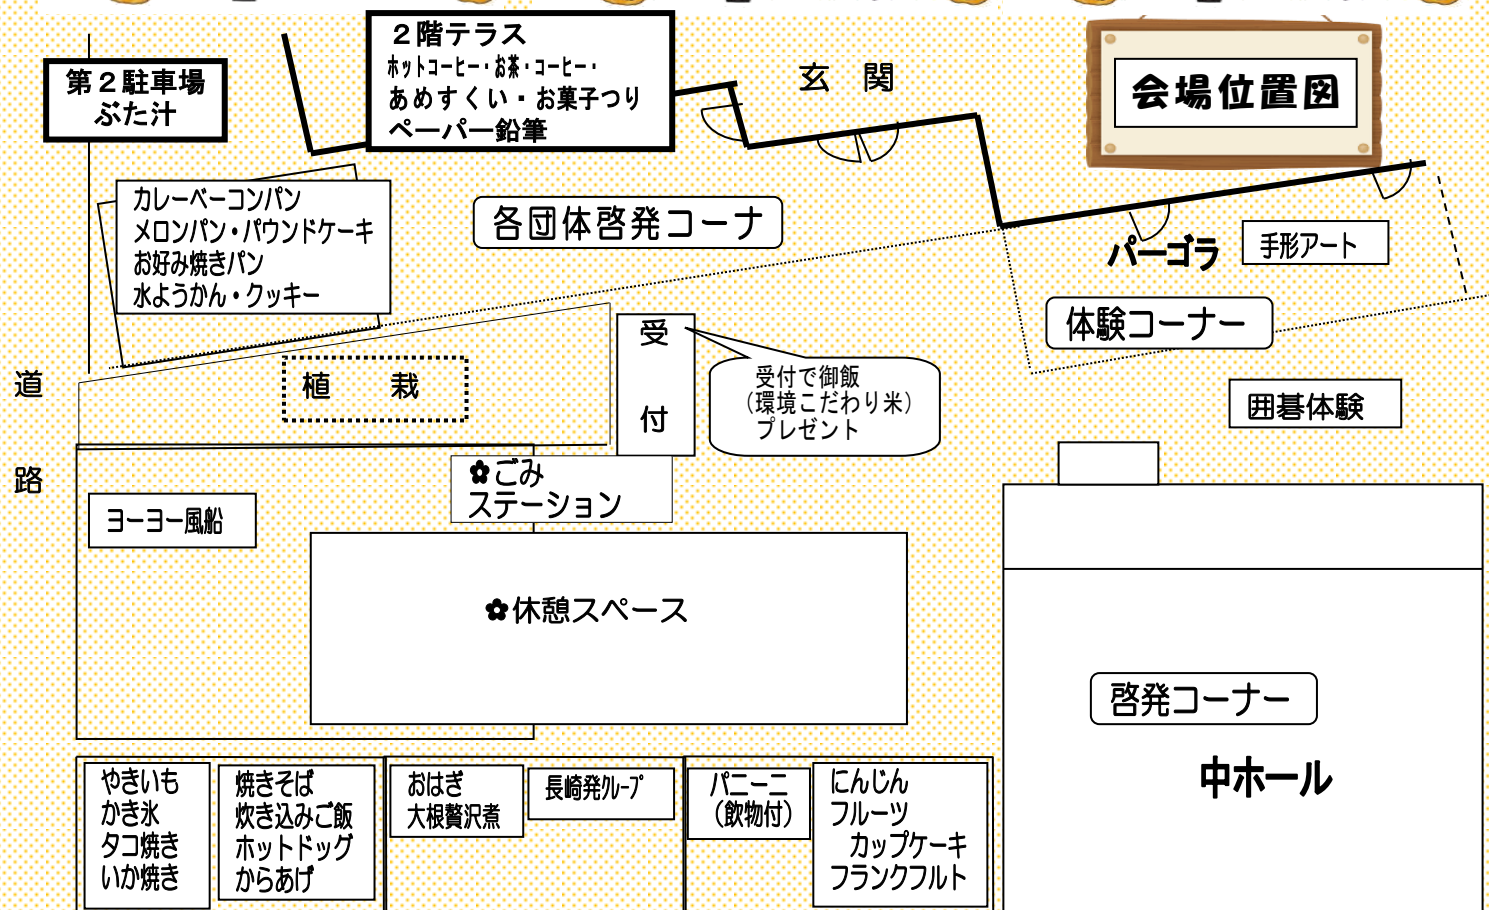 第２駐車場
ぶた汁
２階テラス
ホットコーヒー・お茶・コーヒー・
あめすくい・お菓子つり
ペーパー鉛筆
玄　関
会場位置図
カレーベーコンパン
メロンパン・パウンドケーキ
お好み焼きパン
水ようかん・クッキー
各団体啓発コーナ
パーゴラ
手形アート
体験コーナー
囲碁体験
植　栽
受付
受付で御飯
（環境こだわり米）
プレゼント
道路
✿ごみ
ステーション
ヨーヨー風船
✿休憩スペース
啓発コーナー
中ホール
やきいも
かき氷
タコ焼き
いか焼き
焼きそば
炊き込みご飯
ホットドッグ
からあげ
おはぎ
大根贅沢煮
長崎発グループ
パニーニ
（飲物付）
にんじん
フルーツ
カップケーキ
フランクフルト